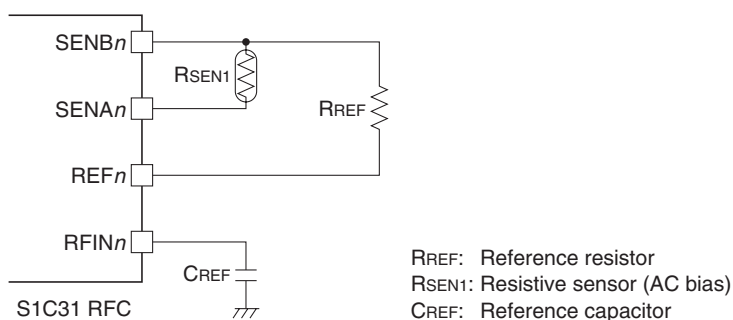 SENBn
RSEN1
SENAn
RREF
REFn
RFINn
CREF
S1C31 RFC
RREF: Reference resistor
RSEN1: Resistive sensor (AC bias)
CREF: Reference capacitor